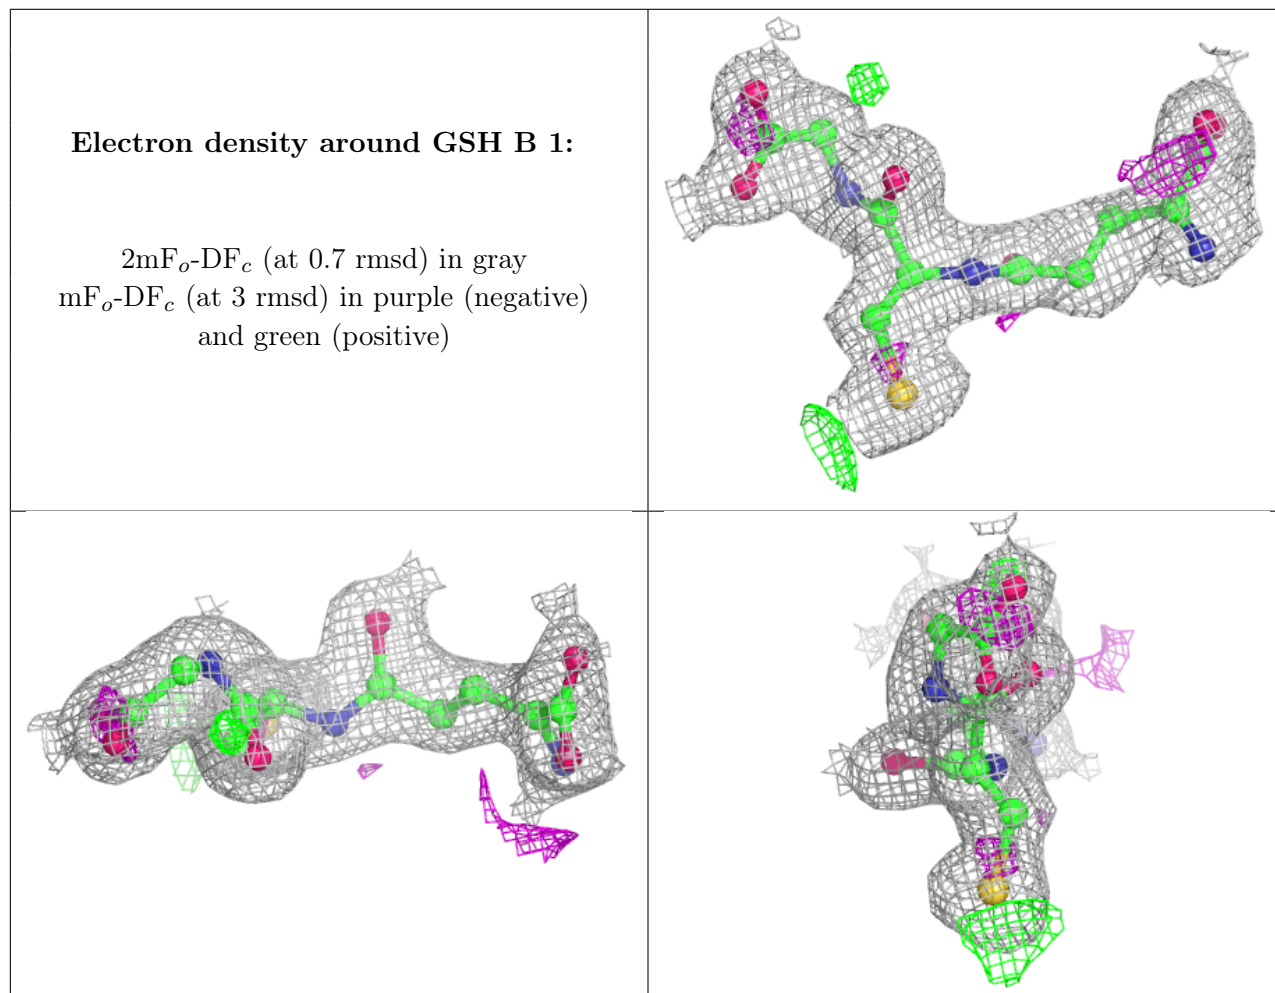 Electron density around GSH B 1:
2mFo-DFc (at 0.7 rmsd) in gray
mFo-DFc (at 3 rmsd) in purple (negative)
and green (positive)